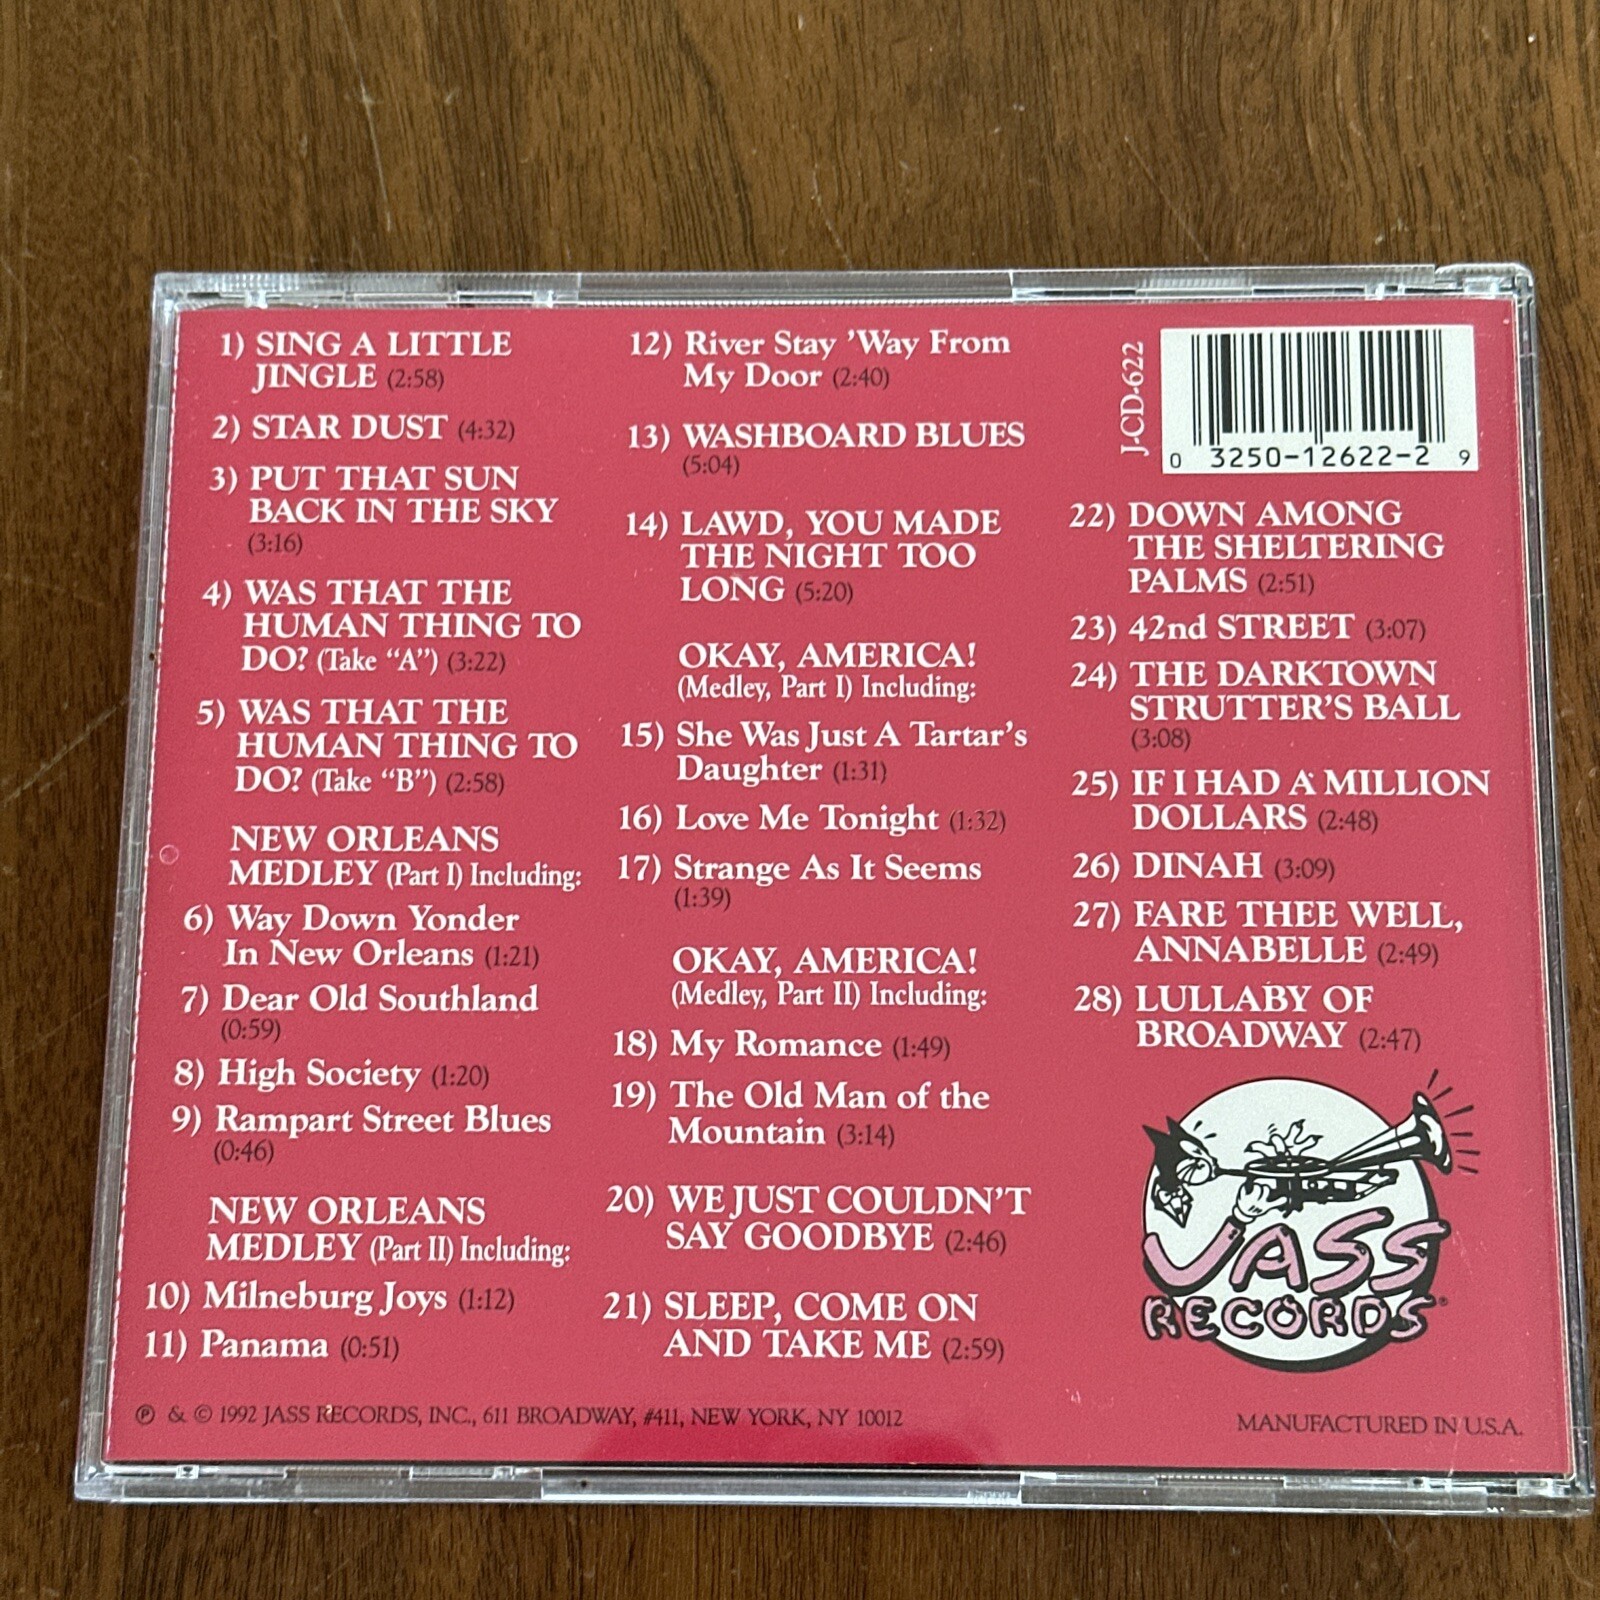 1) SING A LITTLE
JINGLE (2:58)
2) STAR DUST (4:32)
3) PUT THAT SUN
BACK IN THE SKY
(3:16)
4) WAS THAT THE
HUMAN THING TO
DO? (Take “A”) (3:22)
5) WAS THAT THE
HUMAN THING TO
DO? (Take “B”) (2:58)
NEW ORLEANS
MEDLEY (Part I) Including:
6) Way Down Yonder
In New Orleans (1:21)
7) Dear Old Southland
(0:59)
8) High Society (1:20)
9) Rampart Street Blues
(0:46)
NEW ORLEANS
MEDLEY (Part II) Including:
10) Milneburg Joys (1:12)
11) Panama (0:51)
12) River Stay ’Way From
My Door (2:40)
13) WASHBOARD BLUES
(5:04)
14) LAWD, YOU MADE
THE NIGHT TOO
LONG (5:20)
OKAY, AMERICA!
(Medley, Part I) Including:
15) She Was Just A Tartar’s
Daughter (1:31)
16) Love Me Tonight (1:32)
17) Strange As It Seems
(1:39)
OKAY, AMERICA!
(Medley, Part II) Including:
18) My Romance (1:49)
19) The Old Man of the
Mountain (3:14)
20) WE JUST COULDN’T
SAY GOODBYE (2:46)
21) SLEEP, COME ON
AND TAKE ME (2:59)
J-CD-622
0 3250-12622-2 9
22) DOWN AMONG
THE SHELTERING
PALMS (2:51)
23) 42nd STREET (3:07)
24) THE DARKTOWN
STRUTTER’S BALL
(3:08)
25) IF I HAD A MILLION
DOLLARS (2:48)
26) DINAH (3:09)
27) FARE THEE WELL,
ANNABELLE (2:49)
28) LULLABY OF
BROADWAY (2:47)
JASS
RECORDS®
℗ & © 1992 JASS RECORDS, INC., 611 BROADWAY, #411, NEW YORK, NY 10012
MANUFACTURED IN U.S.A.